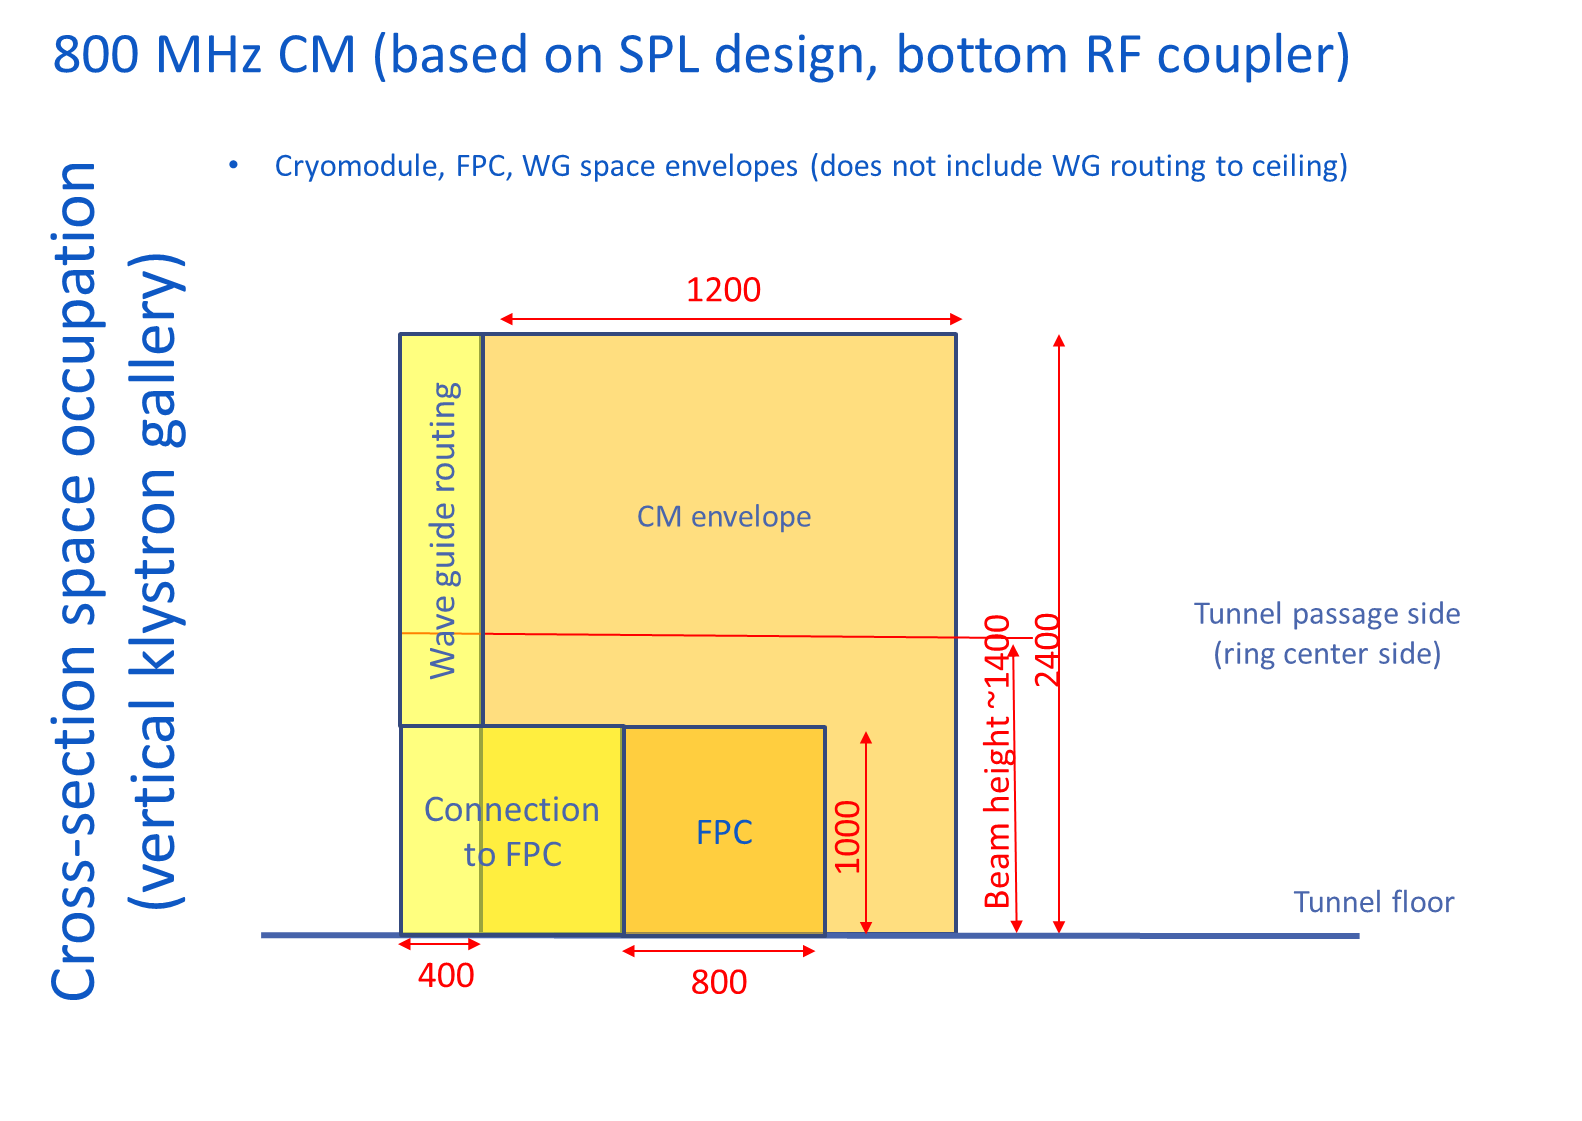 800 MHz CM (based on SPL design, bottom RF coupler)
• Cryomodule, FPC, WG space envelopes (does not include WG routing to ceiling)
Cross-section space occupation
(vertical klystron gallery)
1200
Wave guide routing
CM envelope
Beam height ~1400
2400
Tunnel passage side
(ring center side)
Connection
to FPC
FPC
1000
Tunnel floor
400
800